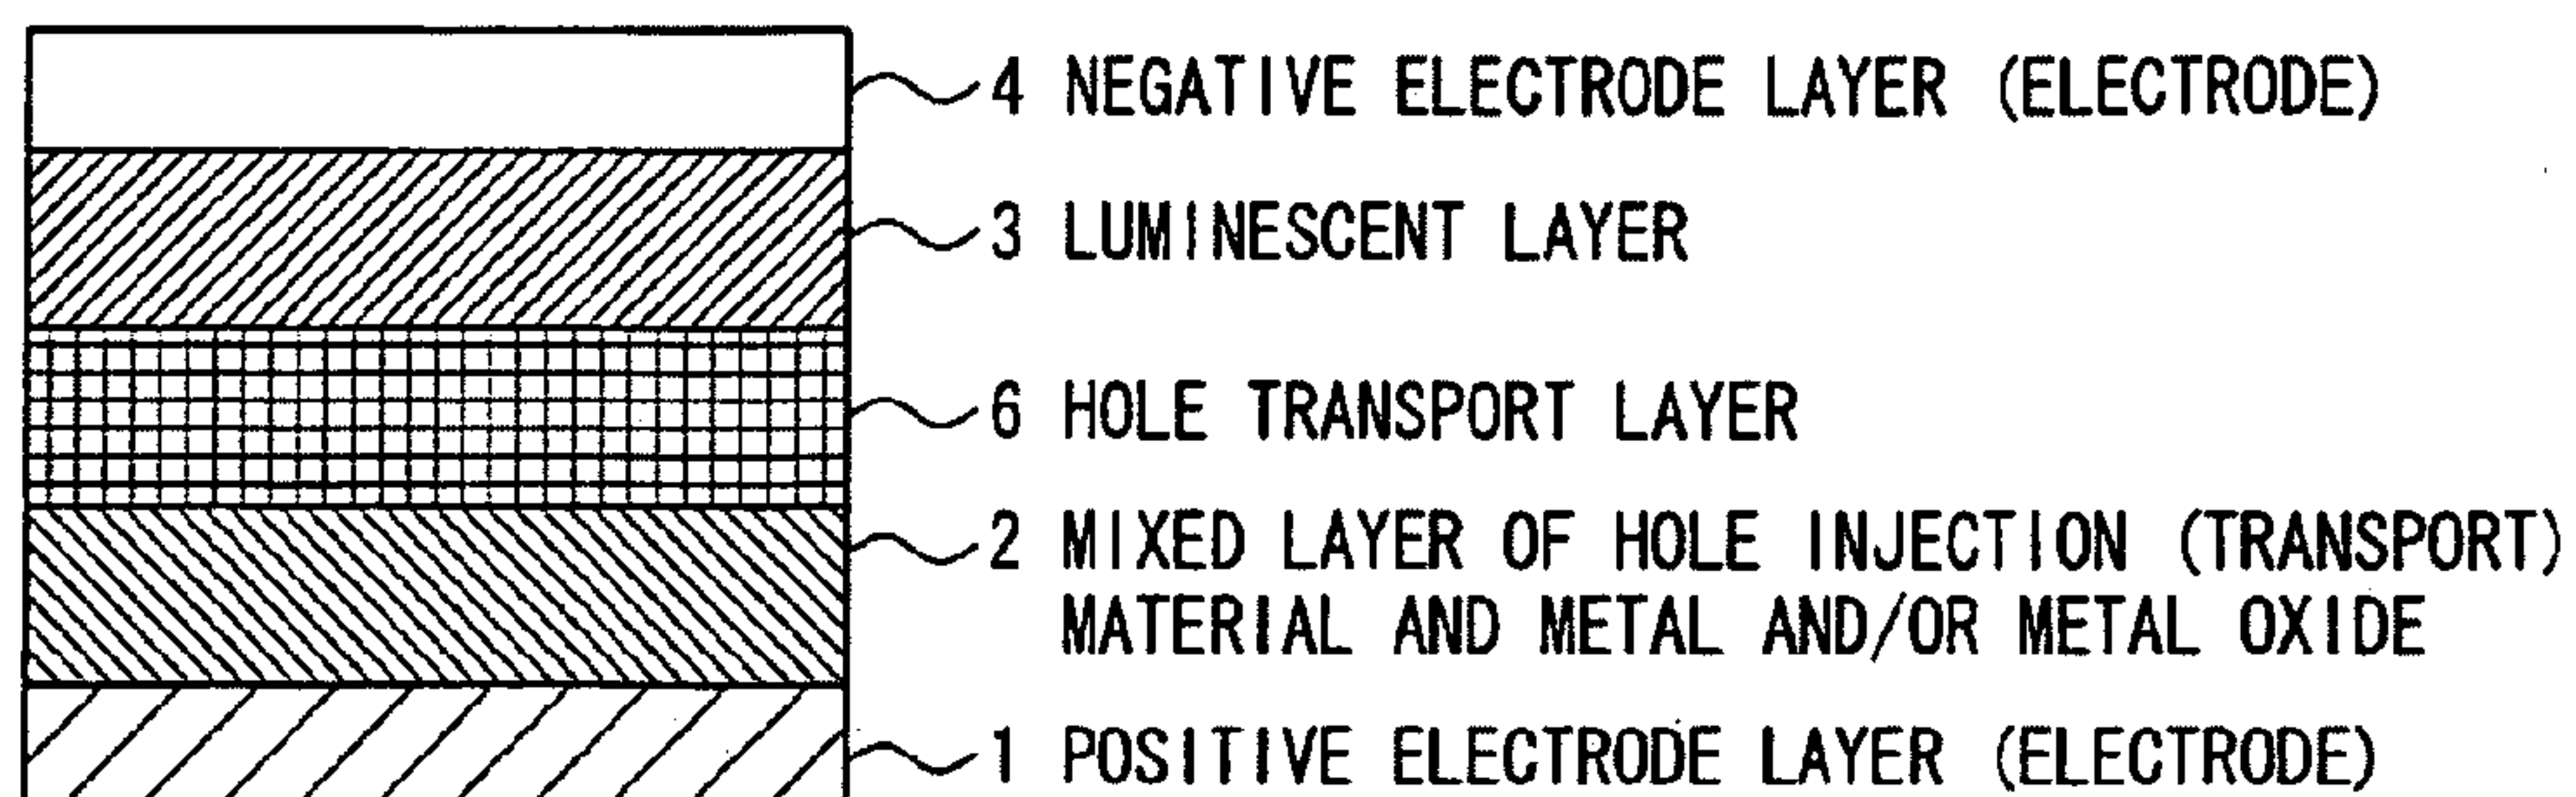 4 NEGATIVE ELECTRODE LAYER (ELECTRODE)
3 LUMINESCENT LAYER
6 HOLE TRANSPORT LAYER
2 MIXED LAYER OF HOLE INJECTION (TRANSPORT)
MATERIAL AND METAL AND/OR METAL OXIDE
1 POSITIVE ELECTRODE LAYER (ELECTRODE)